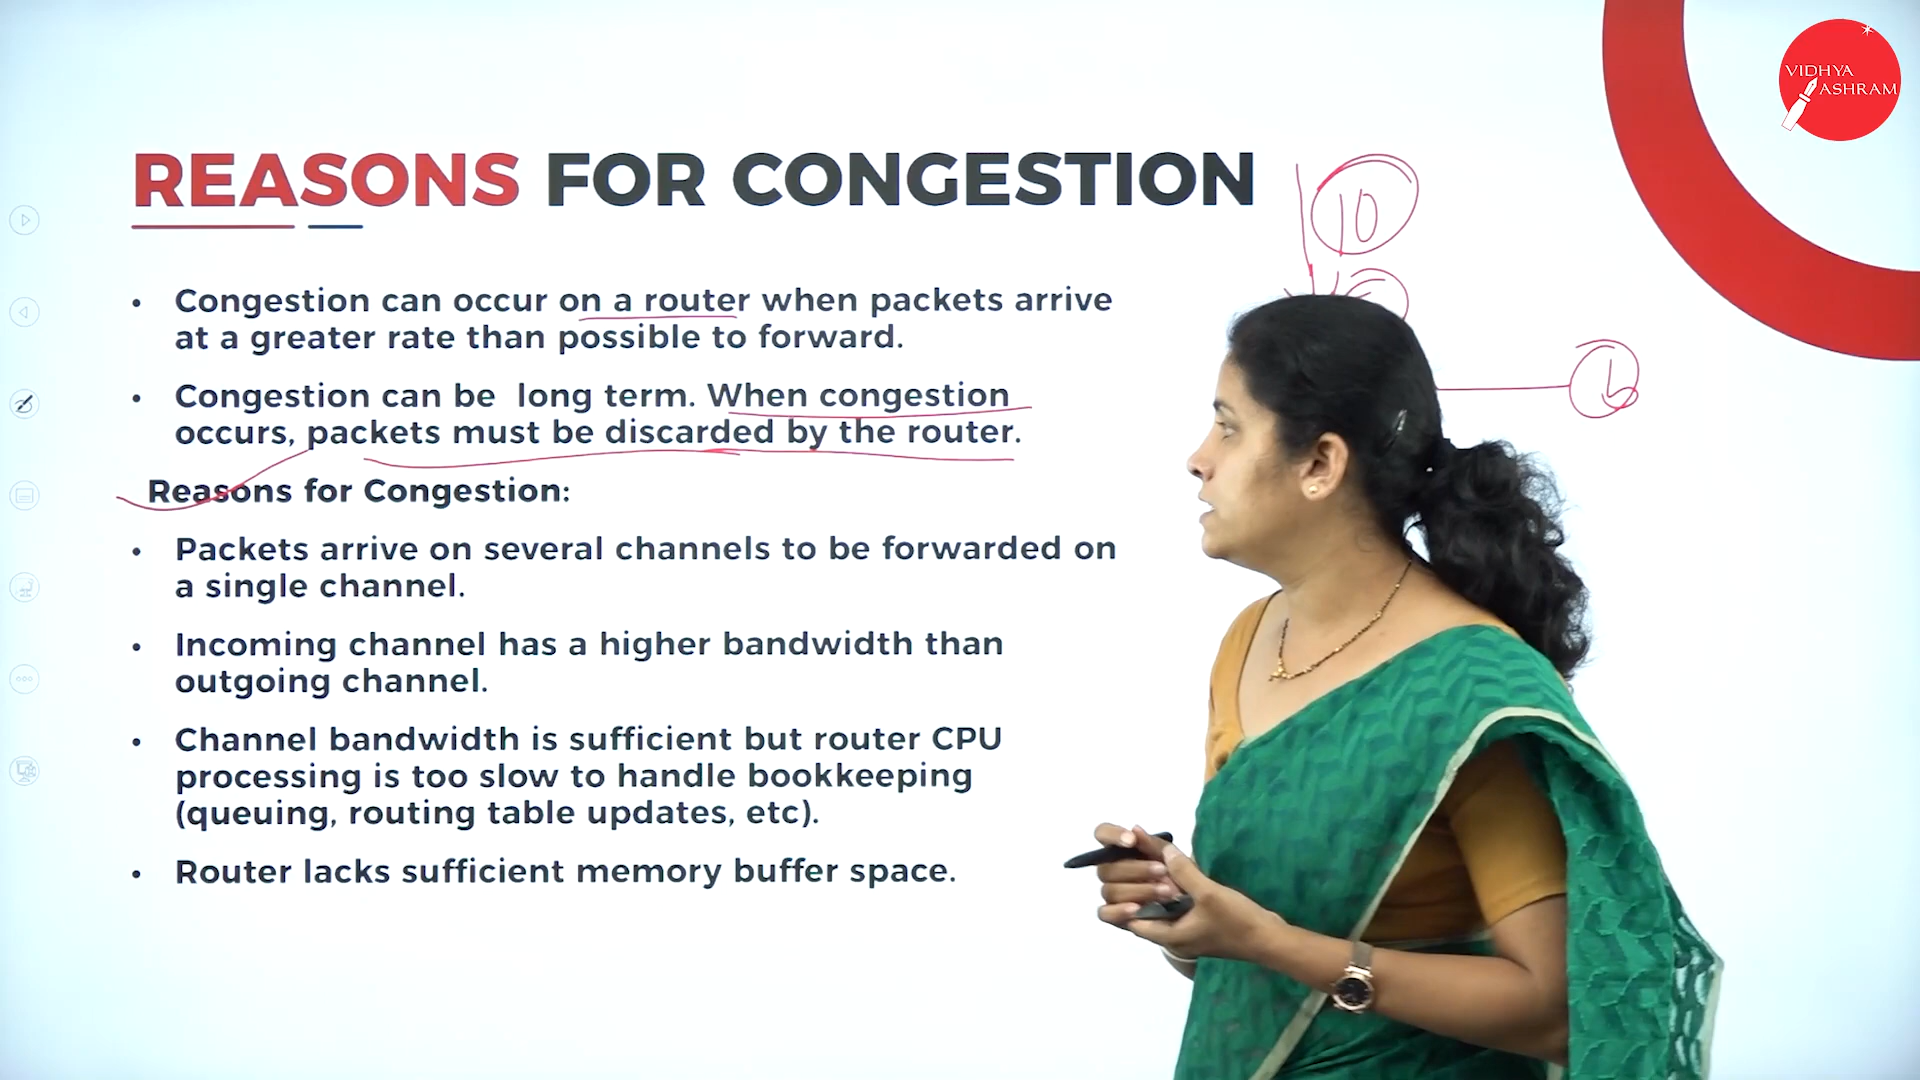 VIDHYA
ASHRAM
REASONS FOR CONGESTION
10
• Congestion can occur on a router when packets arrive
at a greater rate than possible to forward.
• Congestion can be long term. When congestion
occurs, packets must be discarded by the router.
Reasons for Congestion:
• Packets arrive on several channels to be forwarded on
a single channel.
• Incoming channel has a higher bandwidth than
outgoing channel.
• Channel bandwidth is sufficient but router CPU
processing is too slow to handle bookkeeping
(queuing, routing table updates, etc).
• Router lacks sufficient memory buffer space.